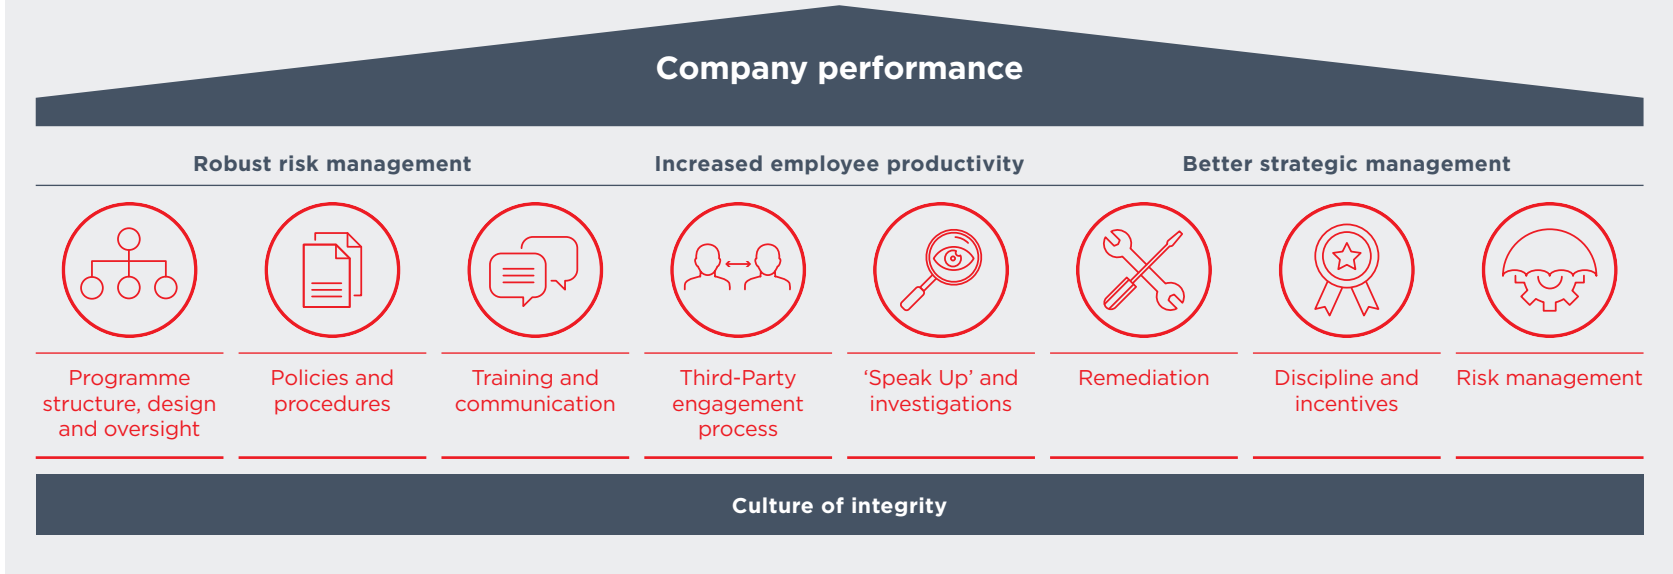 Company performance
Robust risk management
Increased employee productivity
Better strategic management
Programme
structure, design
and oversight
Policies and
procedures
Training and
communication
Third-Party
engagement
process
‘Speak Up’ and
investigations
Remediation
Discipline and
incentives
Risk management
Culture of integrity